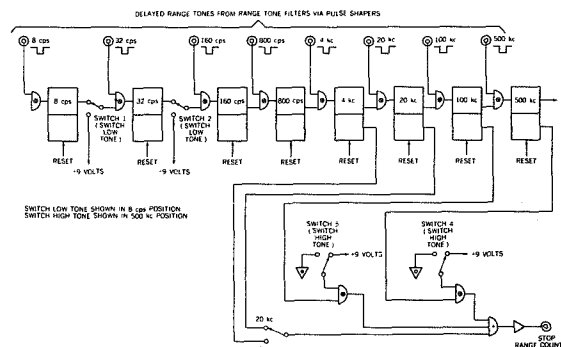 DELAYED RANGE TONES FROM RANGE TONE FILTERS VIA PULSE SHAPERS
8 cps
32 cps
160 cps
800 cps
4 kc
20 kc
100 kc
500 kc
8 cps
32 cps
160 cps
800 cps
4 kc
20 kc
100 kc
500 kc
SWITCH 1
(SWITCH
LOW
TONE)
SWITCH 2
(SWITCH
LOW
TONE)
RESET
RESET
RESET
RESET
RESET
RESET
RESET
RESET
-9 VOLTS
-9 VOLTS
SWITCH LOW TONE SHOWN IN 8 cps POSITION
SWITCH HIGH TONE SHOWN IN 500 kc POSITION
SWITCH 3
(SWITCH
HIGH
TONE)
+9 VOLTS
SWITCH 4
(SWITCH
HIGH
TONE)
+9 VOLTS
20 kc
STOP
RANGE COUNT